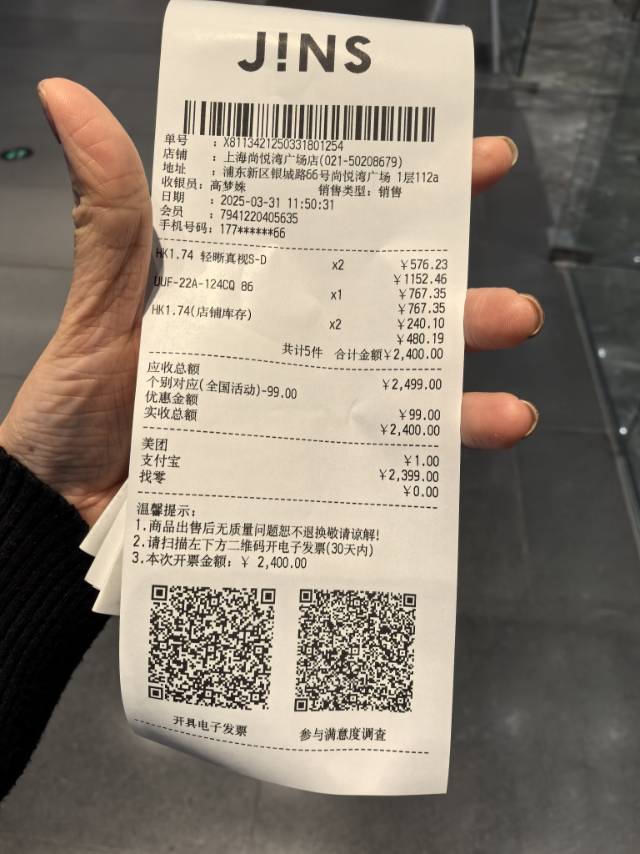 J!NS
单号 : X8113421250331801254
店铺 : 上海尚悦湾广场店(021-50208679)
地址 : 浦东新区银城路66号尚悦湾广场 1层112a
收银员: 高梦姝 销售类型: 销售
日期 : 2025-03-31 11:50:31
会员 : 7941220405635
手机号码: 177******66
HK1.74 轻晰真视S-D x2 ¥576.23
¥1152.46
UUF-22A-124CQ 86 x1 ¥767.35
¥767.35
HK1.74(店铺库存) x2 ¥240.10
¥480.19
共计5件 合计金额¥2,400.00
应收总额 ¥2,499.00
个别对应(全国活动)-99.00
优惠金额 ¥99.00
实收总额 ¥2,400.00
美团 ¥1.00
支付宝 ¥2,399.00
找零 ¥0.00
温馨提示:
1.商品出售后无质量问题恕不退换敬请谅解!
2.请扫描左下方二维码开电子发票(30天内)
3.本次开票金额: ¥ 2,400.00
开具电子发票 参与满意度调查